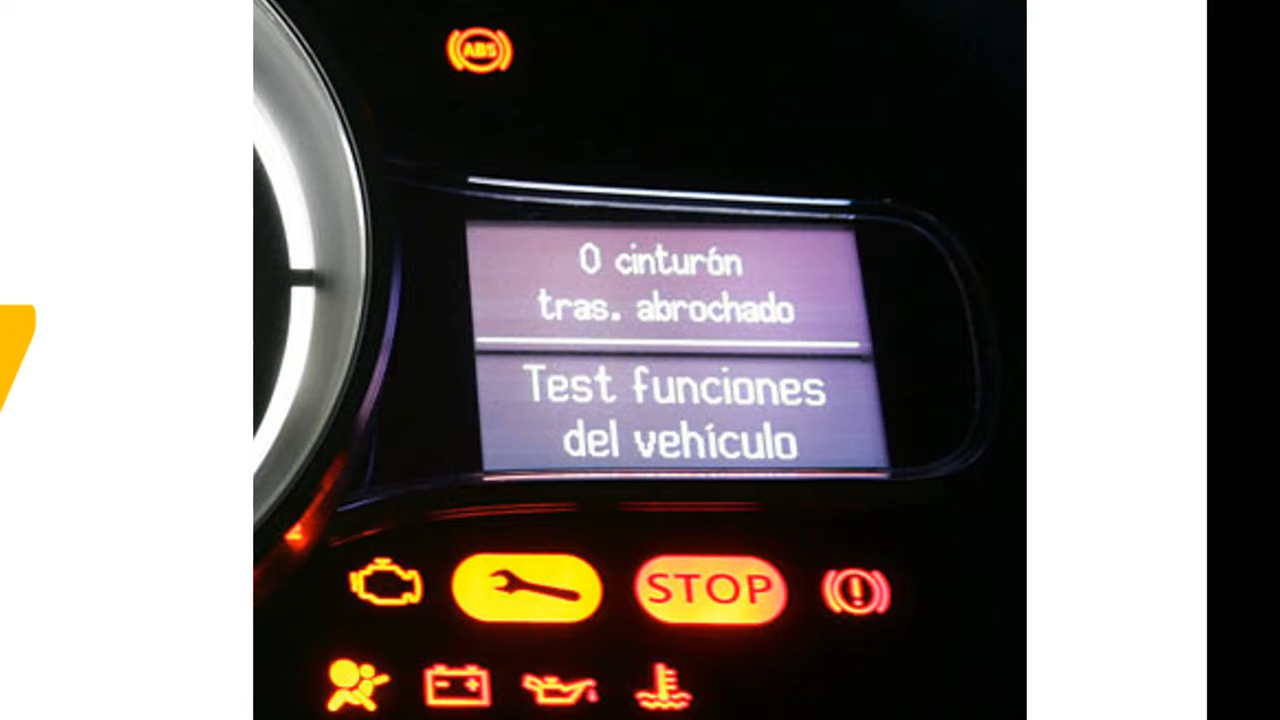 ABS
0 cinturón
tras. abrochado
Test funciones
del vehículo
STOP